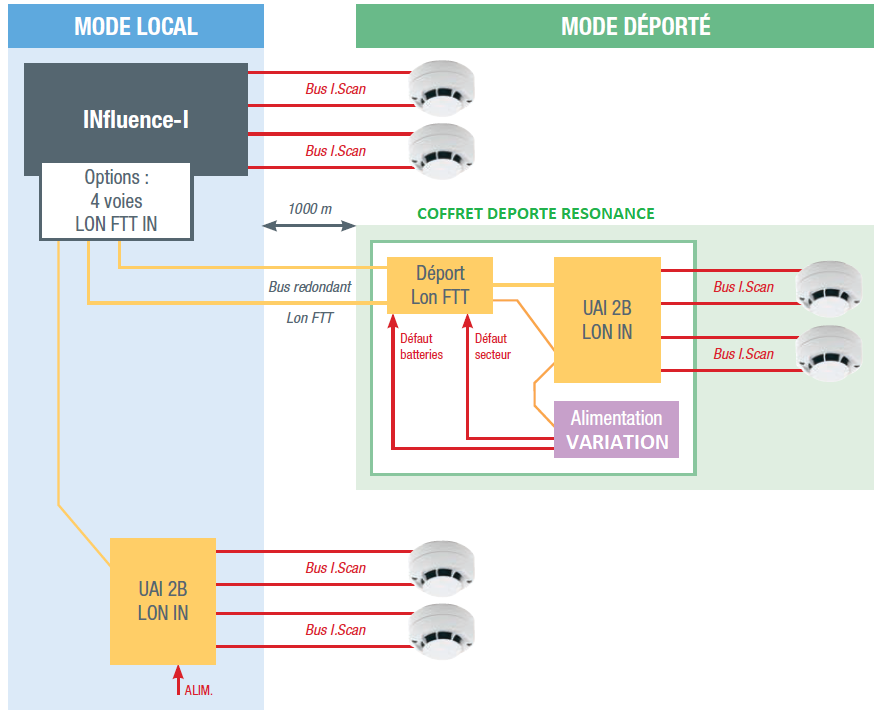 MODE LOCAL
MODE DÉPORTÉ
INfluence-I
Bus I.Scan
Bus I.Scan
Options :
4 voies
LON FTT IN
1000 m
COFFRET DEPORTE RESONANCE
Bus redondant
Lon FTT
Déport
Lon FTT
UAI 2B
LON IN
Bus I.Scan
Bus I.Scan
Défaut
batteries
Défaut
secteur
Alimentation
VARIATION
UAI 2B
LON IN
Bus I.Scan
Bus I.Scan
ALIM.